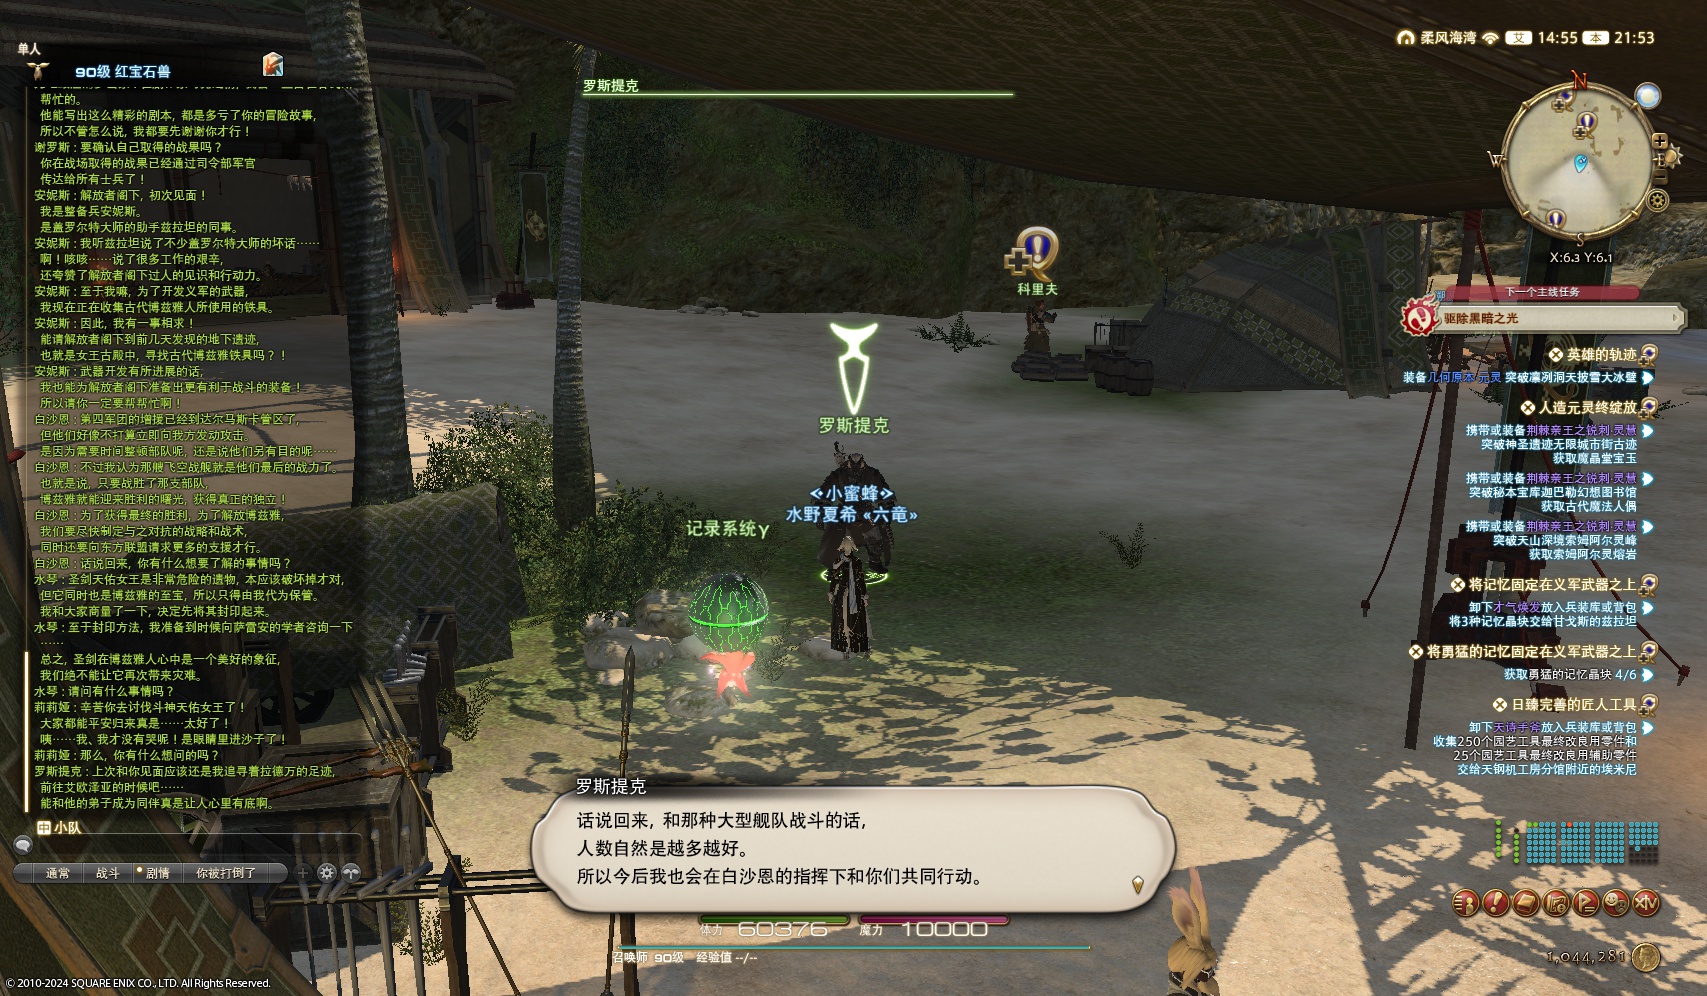 单人
90级 红宝石兽
帮忙的。
他能写出这么精彩的剧本，都是多亏了你的冒险故事，
所以不管怎么说，我都要先谢谢你才行！
谢罗斯：要确认自己取得的战果吗？
你在战场取得的战果已经通过司令部军官
传达给所有士兵了！
安妮斯：解放者阁下，初次见面！
我是整备兵安妮斯。
是盖罗尔特大师的助手兹拉坦的同事。
安妮斯：我听兹拉坦说了不少盖罗尔特大师的坏话……
啊！咳咳……说了很多工作的艰辛，
还夸赞了解放者阁下过人的见识和行动力。
安妮斯：至于我嘛，为了开发义军的武器，
我现在正在收集古代博兹雅人所使用的铁具。
安妮斯：因此，我有一事相求！
能请解放者阁下到前几天发现的地下遗迹，
也就是女王古殿中，寻找古代博兹雅铁具吗？！
安妮斯：武器开发有所进展的话，
我也能为解放者阁下准备出更有利于战斗的装备！
所以请你一定要帮帮忙啊！
白沙恩：第四军团的增援已经到达尔马斯卡管区了，
但他们好像不打算立即向我方发动攻击。
是因为需要时间整顿部队呢，还是说他们另有目的呢……
白沙恩：不过我认为那艘飞空战舰就是他们最后的战力了。
也就是说，只要战胜了那支部队，
博兹雅就能迎来胜利的曙光，获得真正的独立！
白沙恩：为了获得最终的胜利，为了解放博兹雅，
我们要尽快制定与之对抗的战略和战术，
同时还要向东方联盟请求更多的支援才行。
白沙恩：话说回来，你有什么想要了解的事情吗？
水琴：圣剑天佑女王是非常危险的遗物，本应该破坏掉才对，
但它同时也是博兹雅的至宝，所以只得由我代为保管。
我和大家商量了一下，决定先将其封印起来。
水琴：至于封印方法，我准备到时候向萨雷安的学者咨询一下
……
总之，圣剑在博兹雅人心中是一个美好的象征，
我们绝不能让它再次带来灾难。
水琴：请问有什么事情吗？
莉莉娅：辛苦你去讨伐斗神天佑女王了！
大家都能平安归来真是……太好了！
咦……我、我才没有哭呢！是眼睛里进沙子了！
莉莉娅：那么，你有什么想问的吗？
罗斯提克：上次和你见面应该还是我追寻着拉德万的足迹，
前往艾欧泽亚的时候吧……
能和他的弟子成为同伴真是让人心里有底啊。
中 小队
通常 战斗 剧情 你被打倒了
© 2010-2024 SQUARE ENIX CO., LTD. All Rights Reserved.
罗斯提克
科里夫
罗斯提克
小蜜蜂
水野夏希 «六竜»
记录系统γ
罗斯提克
话说回来，和那种大型舰队战斗的话，
人数自然是越多越好。
所以今后我也会在白沙恩的指挥下和你们共同行动。
体力 60376 魔力 10000
召唤师 90级 经验值 --/--
柔风海湾 艾 14:55 本 21:53
N
W
E
S
X:6.3 Y:6.1
下一个主线任务
驱除黑暗之光
英雄的轨迹
装备几何原本·元灵 突破凛冽洞天披雪大冰壁
人造元灵终绽放
携带或装备荆棘亲王之锐刺·灵慧
突破神圣遗迹无限城市街古迹
获取魔晶堂宝玉
携带或装备荆棘亲王之锐刺·灵慧
突破秘本宝库迦巴勒幻想图书馆
获取古代魔法人偶
携带或装备荆棘亲王之锐刺·灵慧
突破天山深境索姆阿尔灵峰
获取索姆阿尔灵熔岩
将记忆固定在义军武器之上
卸下才气焕发放入兵装库或背包
将3种记忆晶块交给甘戈斯的兹拉坦
将勇猛的记忆固定在义军武器之上
获取勇猛的记忆晶块 4/6
日臻完善的匠人工具
卸下天诗手斧放入兵装库或背包
收集250个园艺工具最终改良用零件和
25个园艺工具最终改良用辅助零件
交给天钢机工房分馆附近的埃米尼
XIV
1,044,281